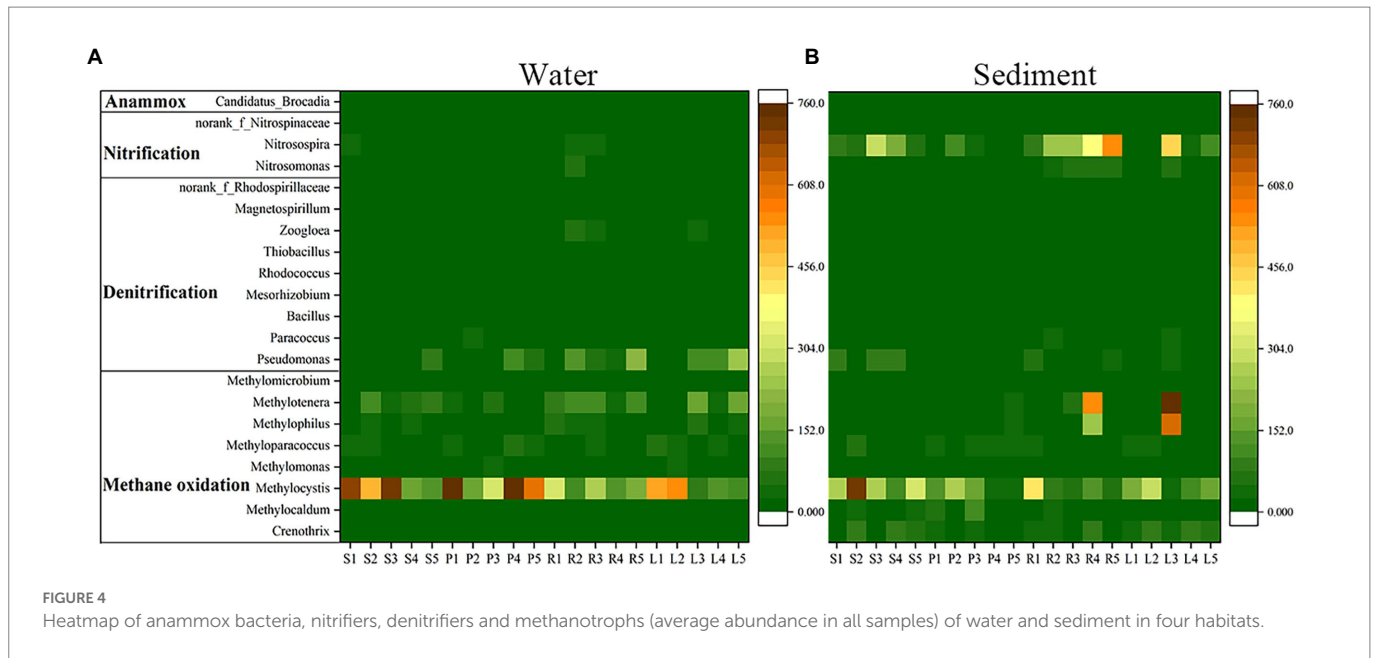 A
B
Water
Sediment
Anammox
Nitrification
Denitrification
Methane oxidation
Candidatus_Brocadia
norank_f_Nitrospinaceae
Nitrosospira
Nitrosomonas
norank_f_Rhodospirillaceae
Magnetospirillum
Zoogloea
Thiobacillus
Rhodococcus
Mesorhizobium
Bacillus
Paracoccus
Pseudomonas
Methylomicrobium
Methylotenera
Methylophilus
Methyloparacoccus
Methylomonas
Methylocystis
Methylocaldum
Crenothrix
S1 S2 S3 S4 S5 P1 P2 P3 P4 P5 R1 R2 R3 R4 R5 L1 L2 L3 L4 L5
760.0
608.0
456.0
304.0
152.0
0.000
S1 S2 S3 S4 S5 P1 P2 P3 P4 P5 R1 R2 R3 R4 R5 L1 L2 L3 L4 L5
760.0
608.0
456.0
304.0
152.0
0.000
FIGURE 4
Heatmap of anammox bacteria, nitrifiers, denitrifiers and methanotrophs (average abundance in all samples) of water and sediment in four habitats.